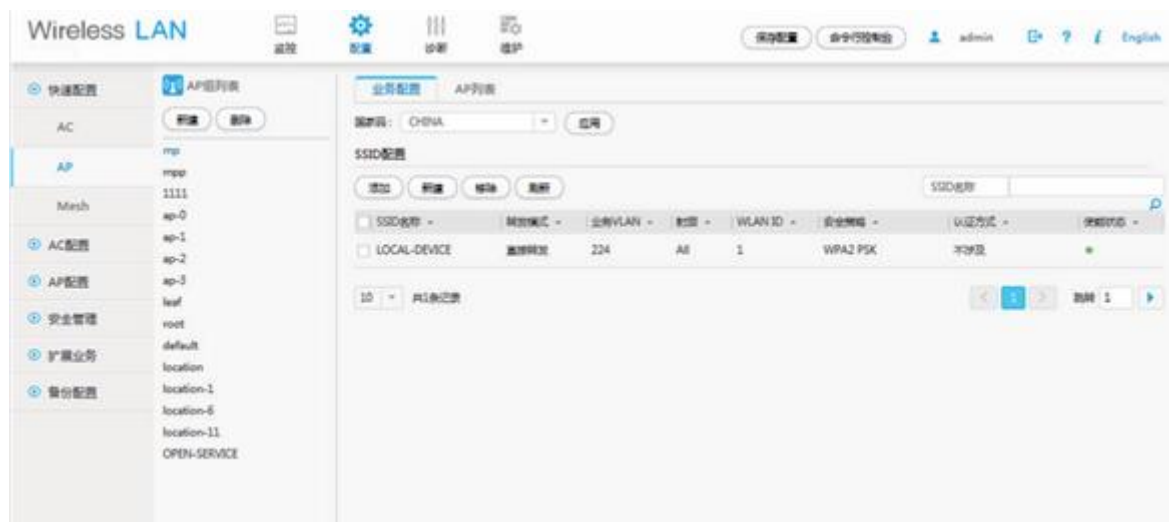 Wireless LAN
监控
配置
诊断
维护
保存配置
命令行控制台
admin
?
i
English
快速配置
AC
AP
Mesh
AC配置
AP配置
安全管理
扩展业务
备份配置
AP组列表
新建 删除
mp
mpp
1111
ap-0
ap-1
ap-2
ap-3
leaf
root
default
location
location-1
location-6
location-11
OPEN-SERVICE
业务配置 AP列表
国家码: CHINA 应用
SSID配置
添加 新建 移除 刷新 SSID名称
SSID名称 转发模式 业务VLAN 射频 WLAN ID 安全策略 认证方式 使能状态
LOCAL-DEVICE 直接转发 224 All 1 WPA2 PSK 不涉及
10 共1条记录 < 1 > 跳转 1